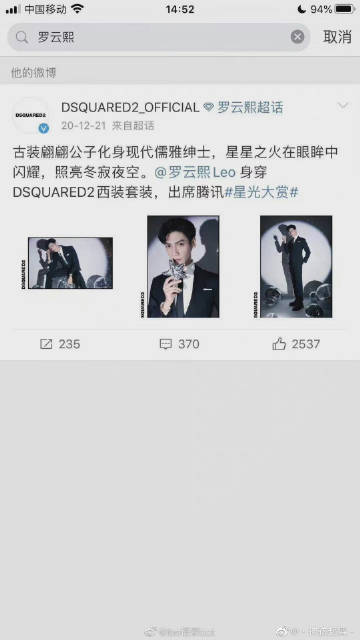 中国移动
14:52
94%
罗云熙
取消
他的微博
DSQUARED2
DSQUARED2_OFFICIAL 罗云熙超话
20-12-21 来自超话
古装翩翩公子化身现代儒雅绅士，星星之火在眼眸中
闪耀，照亮冬寂夜空。@罗云熙Leo 身穿
DSQUARED2西装套装，出席腾讯#星光大赏#
DSQUARED2
DSQUARED2
DSQUARED2
235
370
2537